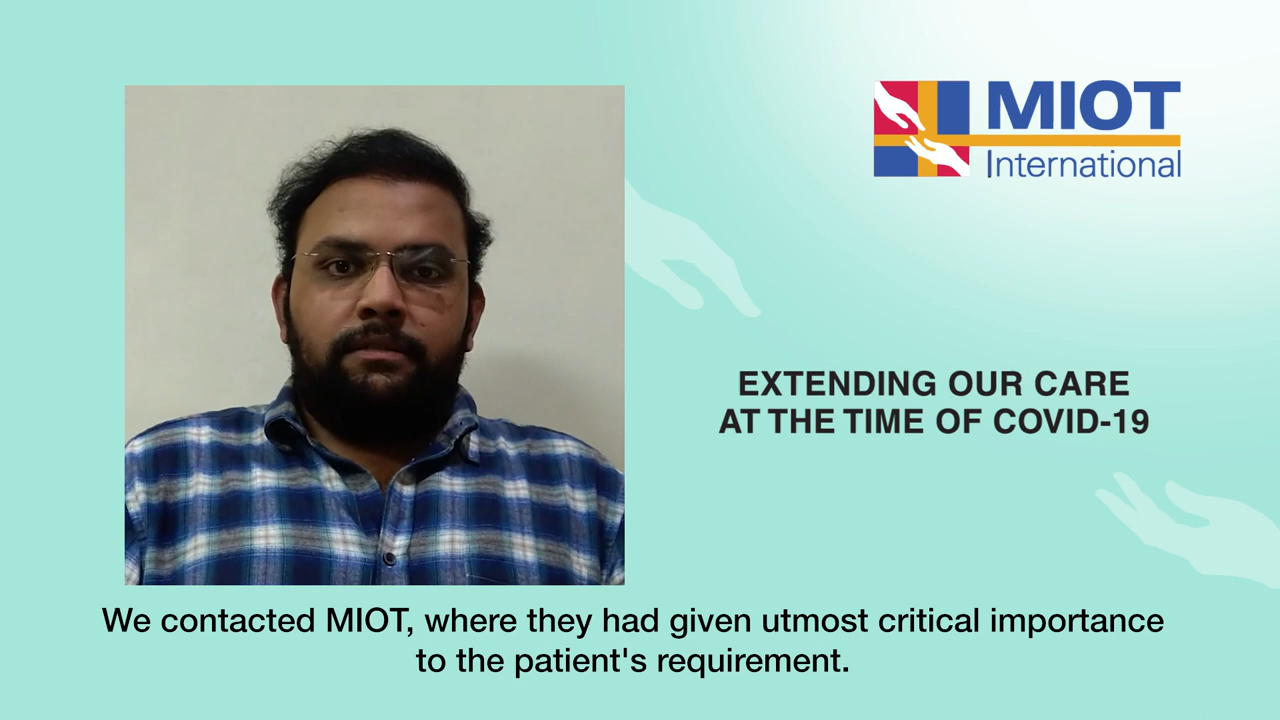 MIOT
International
EXTENDING OUR CARE
AT THE TIME OF COVID-19
We contacted MIOT, where they had given utmost critical importance
to the patient's requirement.